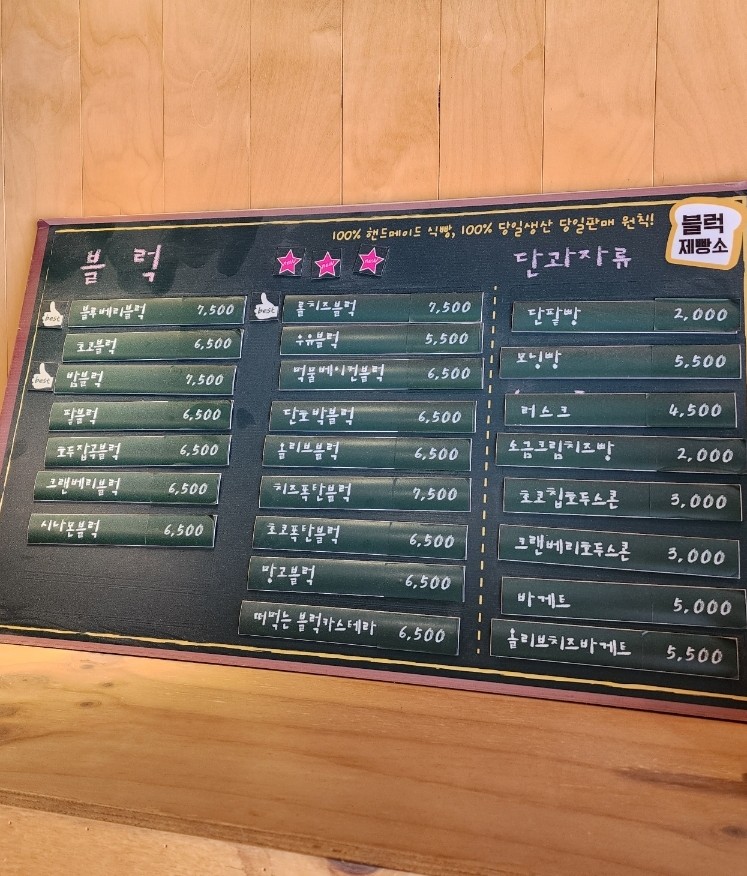 100% 핸드메이드 식빵, 100% 당일생산 당일판매 원칙!
블럭
제빵소
블럭
new new new
best 블루베리블럭 7,500
초코블럭 6,500
best 밤블럭 7,500
팥블럭 6,500
호두잡곡블럭 6,500
크랜베리블럭 6,500
시나몬블럭 6,500
best 롤치즈블럭 7,500
우유블럭 5,500
먹물베이컨블럭 6,500
단호박블럭 6,500
올리브블럭 6,500
치즈폭탄블럭 7,500
초코폭탄블럭 6,500
망고블럭 6,500
떠먹는 블럭카스테라 6,500
단과자류
단팥빵 2,000
모닝빵 5,500
러스크 4,500
소금크림치즈빵 2,000
초코칩호두스콘 3,000
크랜베리호두스콘 3,000
바게트 5,000
올리브치즈바게트 5,500